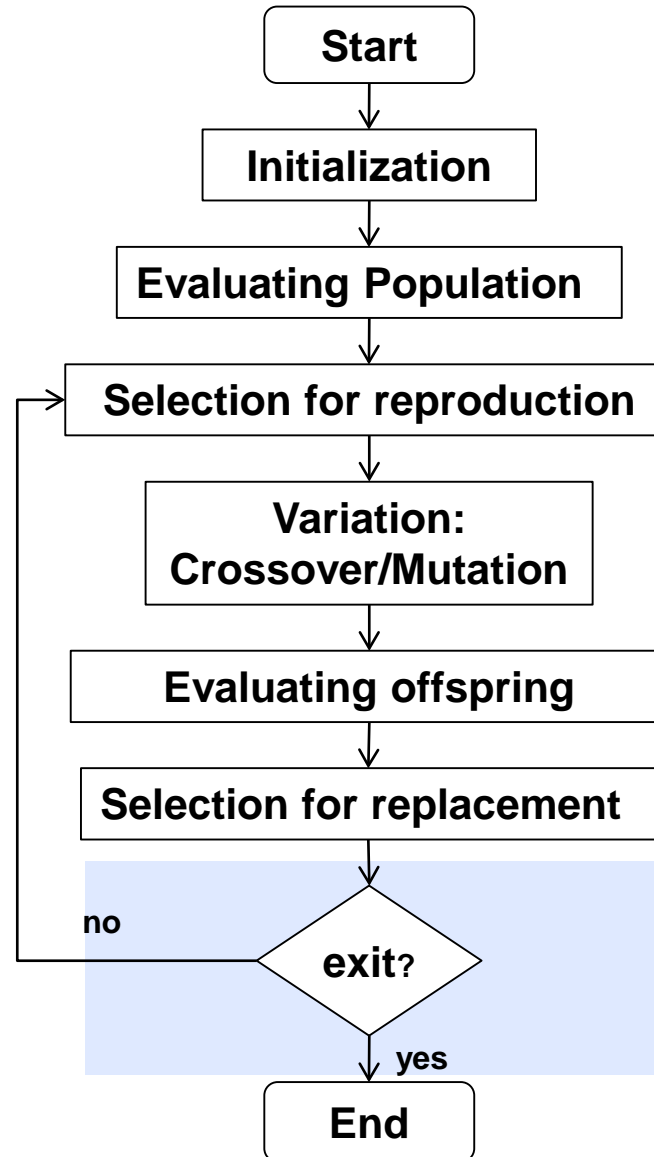 Start
Initialization
Evaluating Population
Selection for reproduction
Variation:
Crossover/Mutation
Evaluating offspring
Selection for replacement
no
exit?
yes
End